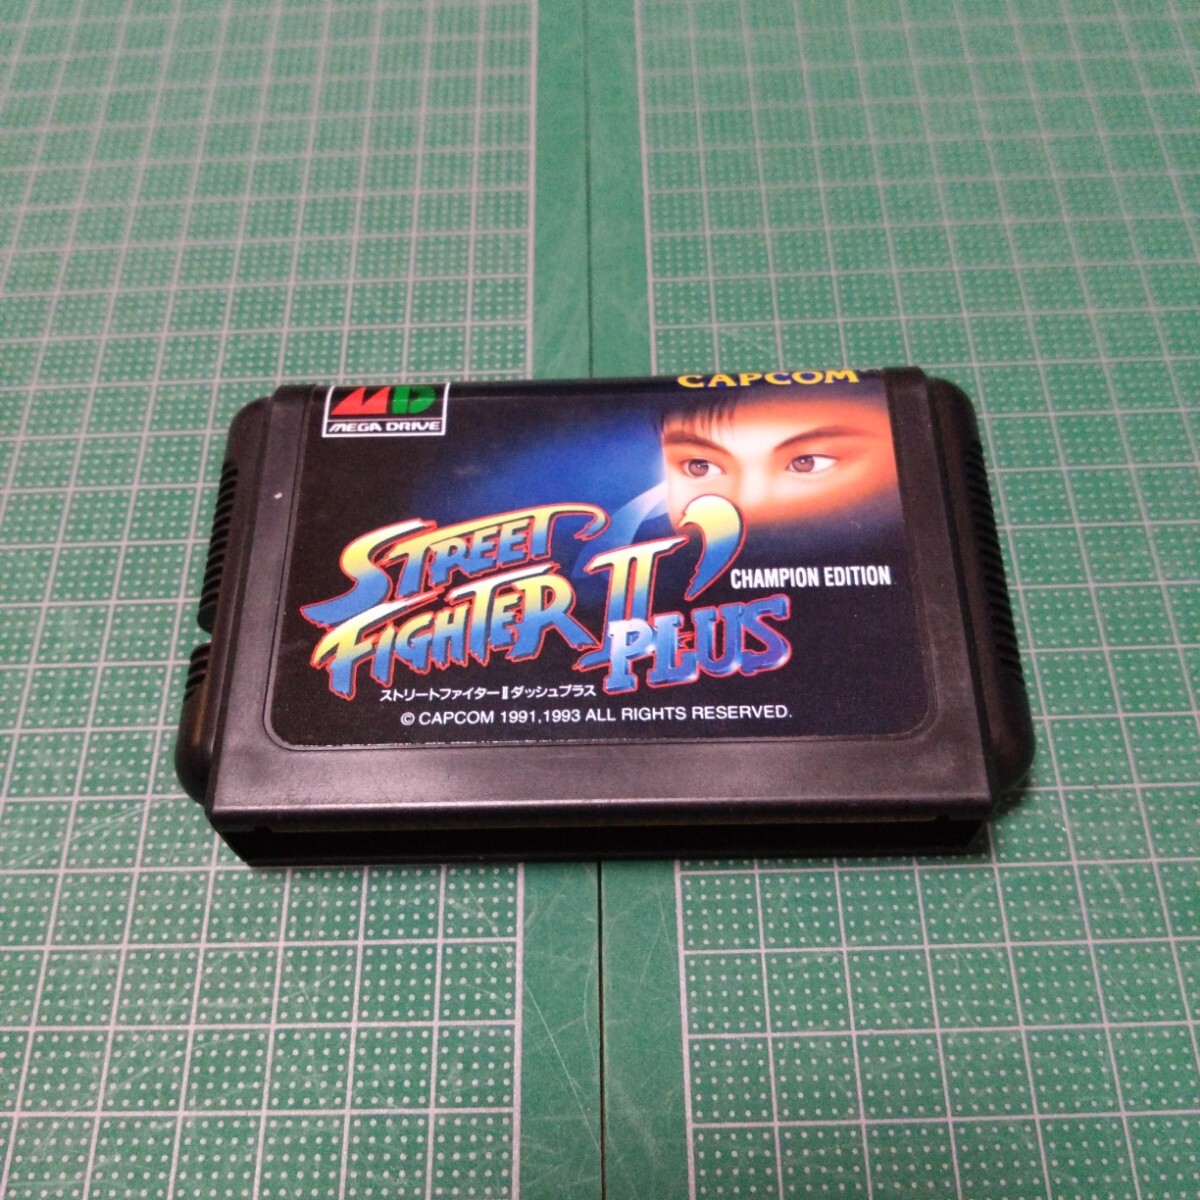 CAPCOM
MD
MEGA DRIVE
STREET
FIGHTER II'
CHAMPION EDITION
PLUS
ストリートファイターⅡダッシュプラス
© CAPCOM 1991,1993 ALL RIGHTS RESERVED.